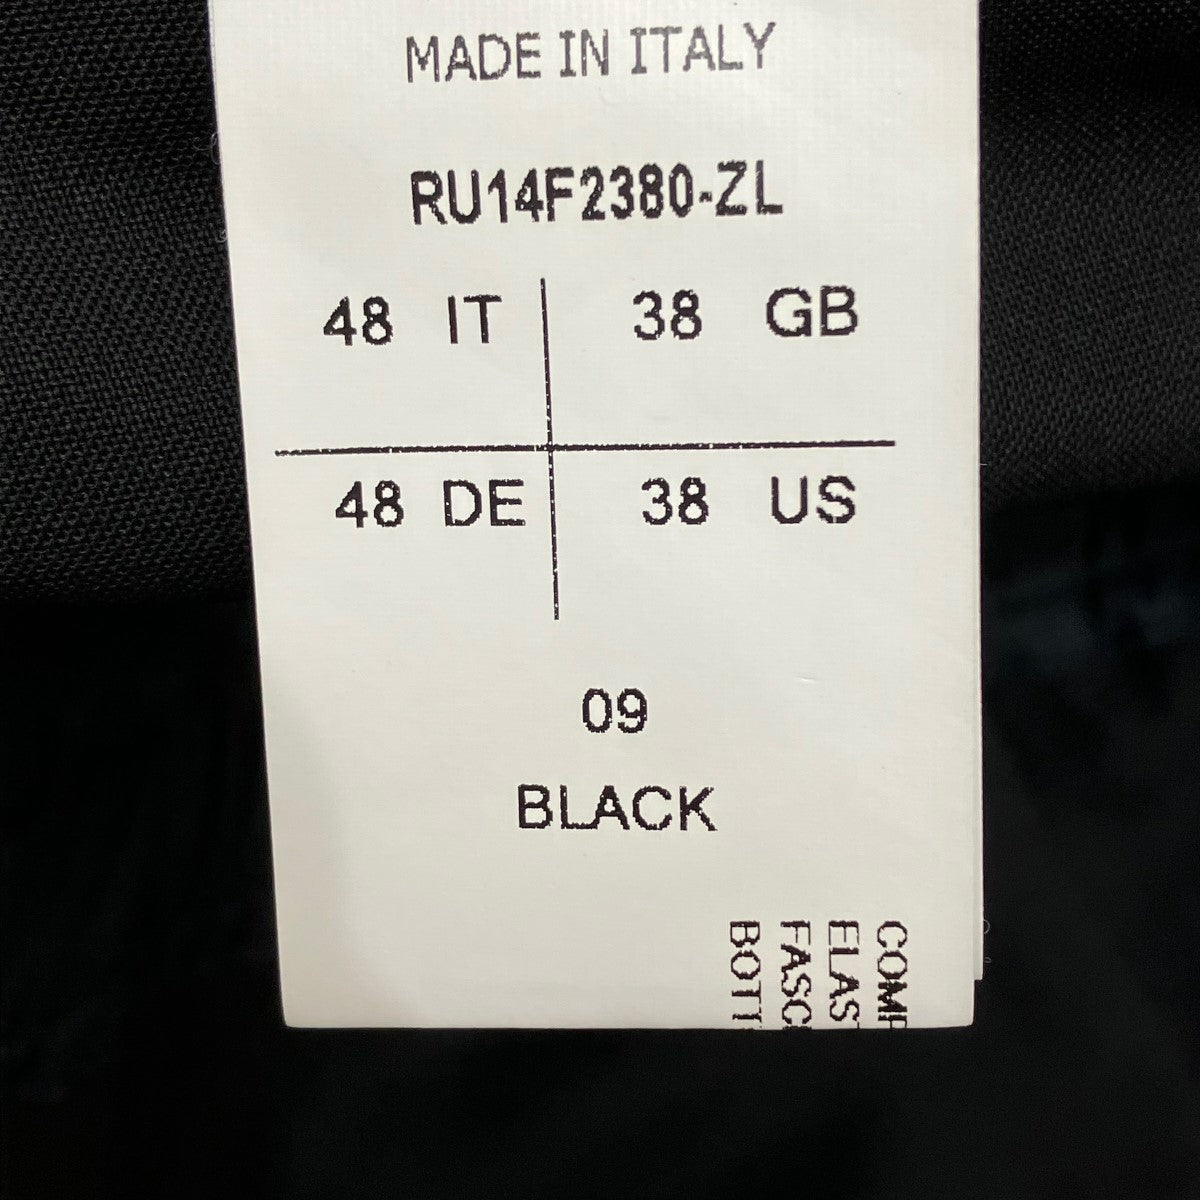 MADE IN ITALY
RU14F2380-ZL
48 IT 38 GB
48 DE 38 US
09
BLACK